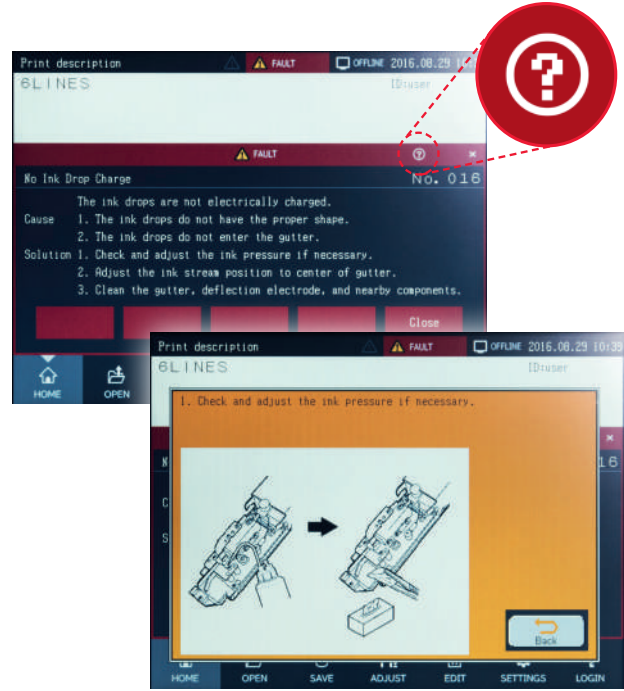 Print description
FAULT
OFFLINE 2016.08.29
6LINES
ID:user
FAULT
No Ink Drop Charge
No. 016
The ink drops are not electrically charged.
Cause 1. The ink drops do not have the proper shape.
2. The ink drops do not enter the gutter.
Solution 1. Check and adjust the ink pressure if necessary.
2. Adjust the ink stream position to center of gutter.
3. Clean the gutter, deflection electrode, and nearby components.
Close
HOME
OPEN
Print description
FAULT
OFFLINE 2016.08.29 10:39
6LINES
ID:user
1. Check and adjust the ink pressure if necessary.
16
Back
HOME
OPEN
SAVE
ADJUST
EDIT
SETTINGS
LOGIN